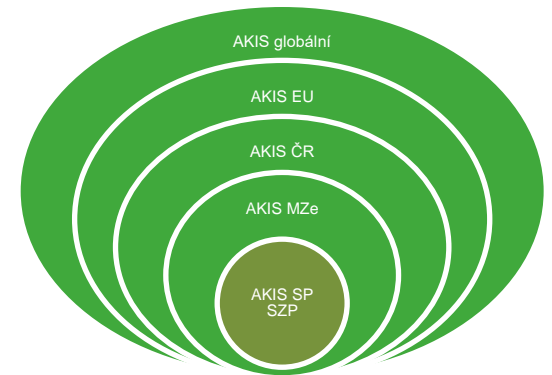 AKIS globální
AKIS EU
AKIS ČR
AKIS MZe
AKIS SP
SZP